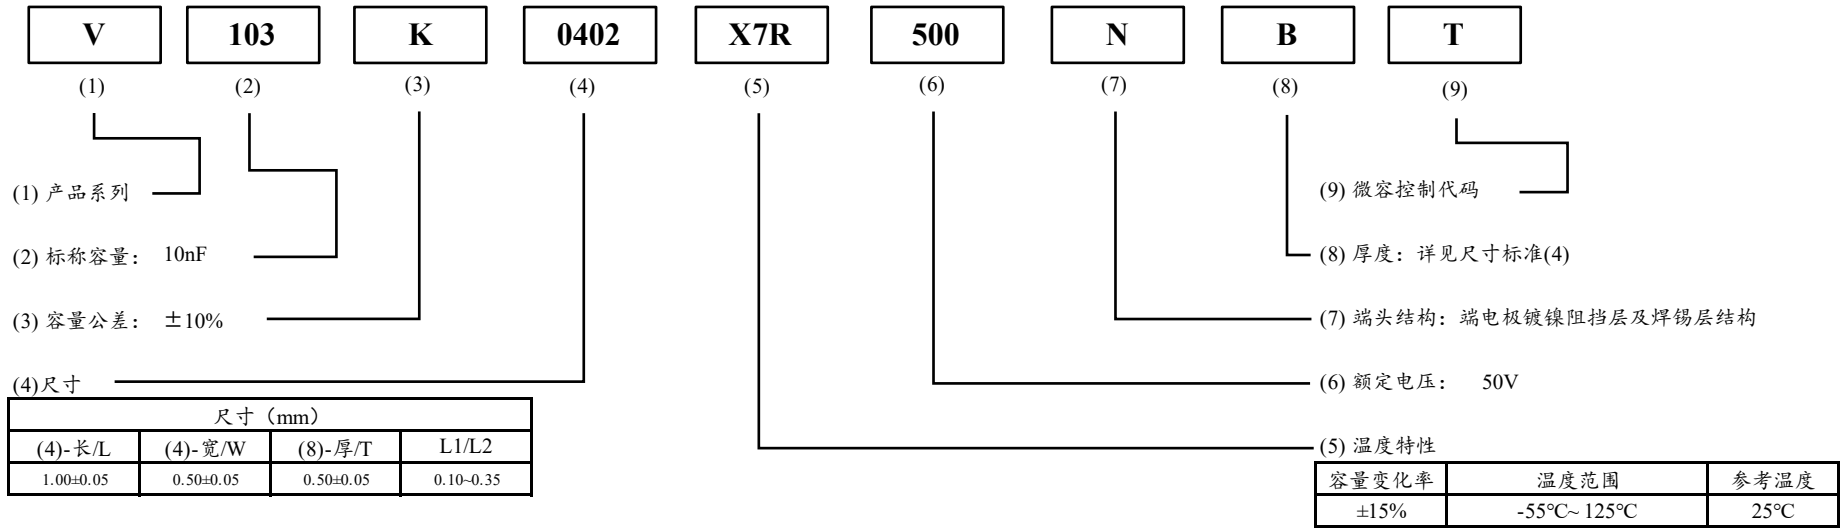 V 103 K 0402 X7R 500 N B T
(1) (2) (3) (4) (5) (6) (7) (8) (9)
(1) 产品系列
(9) 微容控制代码
(2) 标称容量： 10nF
(8) 厚度：详见尺寸标准(4)
(3) 容量公差： ±10%
(7) 端头结构：端电极镀镍阻挡层及焊锡层结构
(4)尺寸
(6) 额定电压： 50V
尺寸（mm）
(4)-长/L (4)-宽/W (8)-厚/T L1/L2
1.00±0.05 0.50±0.05 0.50±0.05 0.10~0.35
(5) 温度特性
容量变化率 温度范围 参考温度
±15% -55℃~ 125℃ 25℃